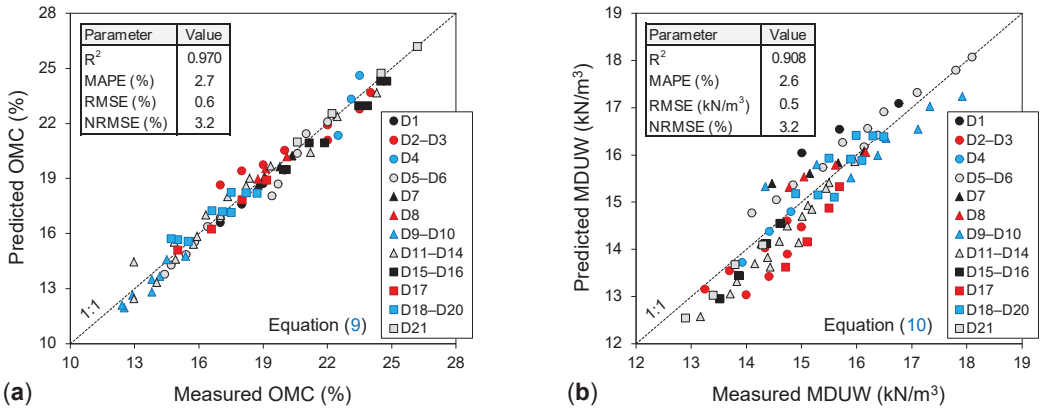 28
25
22
19
16
13
10
Predicted OMC (%)
Parameter Value
R² 0.970
MAPE (%) 2.7
RMSE (%) 0.6
NRMSE (%) 3.2
D1
D2–D3
D4
D5–D6
D7
D8
D9–D10
D11–D14
D15–D16
D17
D18–D20
D21
1:1
Equation (9)
10 13 16 19 22 25 28
(a) Measured OMC (%)
19
18
17
16
15
14
13
12
Predicted MDUW (kN/m³)
Parameter Value
R² 0.908
MAPE (%) 2.6
RMSE (kN/m³) 0.5
NRMSE (%) 3.2
D1
D2–D3
D4
D5–D6
D7
D8
D9–D10
D11–D14
D15–D16
D17
D18–D20
D21
1:1
Equation (10)
12 13 14 15 16 17 18 19
(b) Measured MDUW (kN/m³)